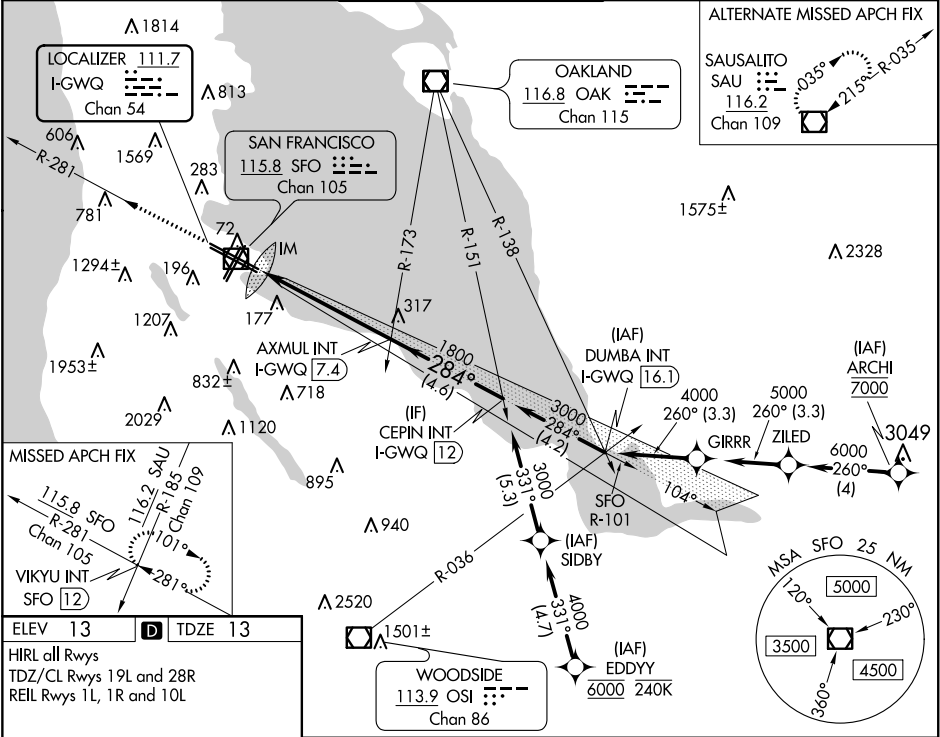 1814
LOCALIZER 111.7
I-GWQ
Chan 54
813
OAKLAND
116.8 OAK
Chan 115
ALTERNATE MISSED APCH FIX
SAUSALITO
SAU
116.2
Chan 109
035°
215°
R-035
606
R-281
1569
SAN FRANCISCO
115.8 SFO
Chan 105
283
781
72
IM
R-173
R-151
R-138
1575±
2328
1294±
196
177
317
1207
1953±
832±
718
2029
1120
895
940
AXMUL INT
I-GWQ 7.4
1800
284°
(4.6)
(IF)
CEPIN INT
I-GWQ 12
3000
284°
(4.2)
(IAF)
DUMBA INT
I-GWQ 16.1
4000
260° (3.3)
GIRRR
5000
260° (3.3)
ZILED
(IAF)
ARCHI
7000
6000
260°
(4)
3049
SFO
R-101
104°
3000
331°
(5.3)
(IAF)
SIDBY
R-036
4000
331°
(4.7)
(IAF)
EDDYY
6000 240K
2520
1501±
WOODSIDE
113.9 OSI
Chan 86
MISSED APCH FIX
115.8 SFO
R-281
Chan 105
116.2 SAU
R-185
Chan 109
101°
281°
VIKYU INT
SFO 12
MSA SFO 25 NM
120°
5000
230°
3500
4500
360°
ELEV 13
D
TDZE 13
HIRL all Rwys
TDZ/CL Rwys 19L and 28R
REIL Rwys 1L, 1R and 10L